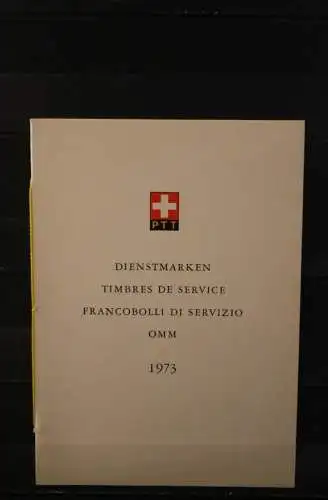 PTT
DIENSTMARKEN
TIMBRES DE SERVICE
FRANCOBOLLI DI SERVIZIO
OMM
1973